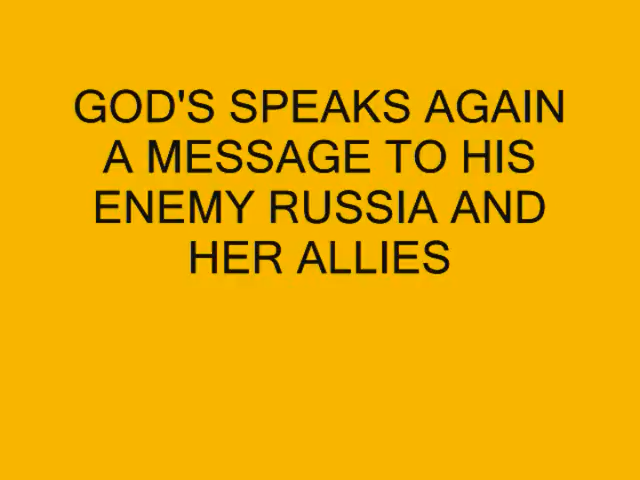 GOD'S SPEAKS AGAIN
A MESSAGE TO HIS
ENEMY RUSSIA AND
HER ALLIES